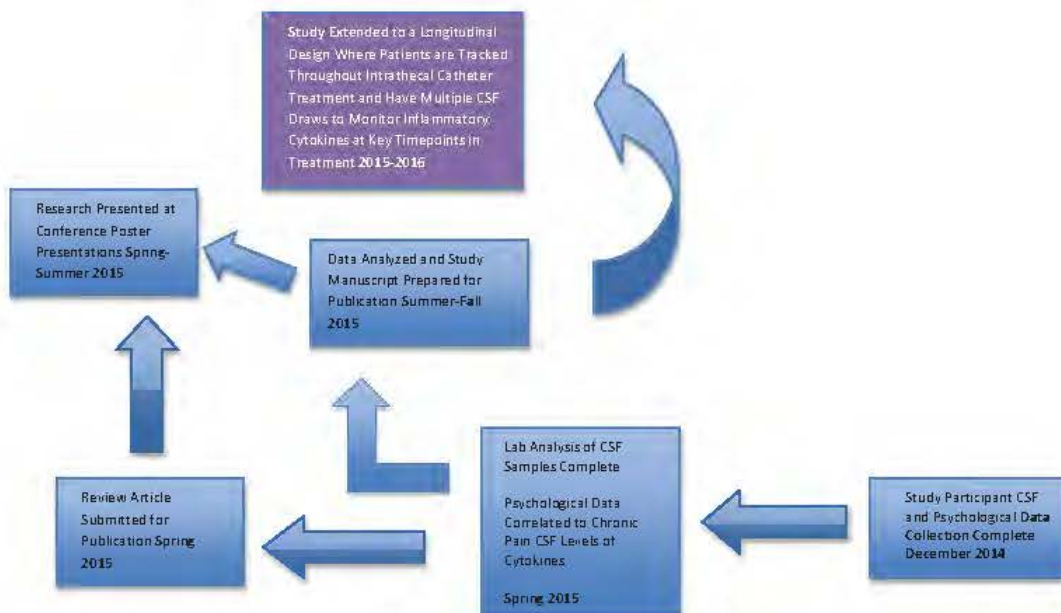 Study Extended to a Longitudinal
Design Where Patients are Tracked
Throughout Intrathecal Catheter
Treatment and Have Multiple CSF
Draws to Monitor Inflammatory
Cytokines at Key Timepoints in
Treatment 2015-2016
Research Presented at
Conference Poster
Presentations Spring-
Summer 2015
Data Analyzed and Study
Manuscript Prepared for
Publication Summer-Fall
2015
Review Article
Submitted for
Publication Spring
2015
Lab Analysis of CSF
Samples Complete
Psychological Data
Correlated to Chronic
Pain CSF Levels of
Cytokines
Spring 2015
Study Participant CSF
and Psychological Data
Collection Complete
December 2014